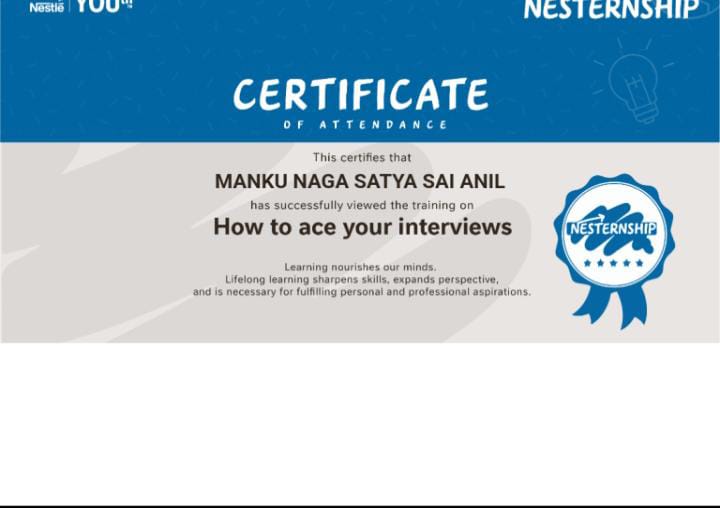 Nestlé YOUth
NESTERNSHIP
CERTIFICATE
OF ATTENDANCE
This certifies that
MANKU NAGA SATYA SAI ANIL
has successfully viewed the training on
How to ace your interviews
NESTERNSHIP
Learning nourishes our minds.
Lifelong learning sharpens skills, expands perspective,
and is necessary for fulfilling personal and professional aspirations.